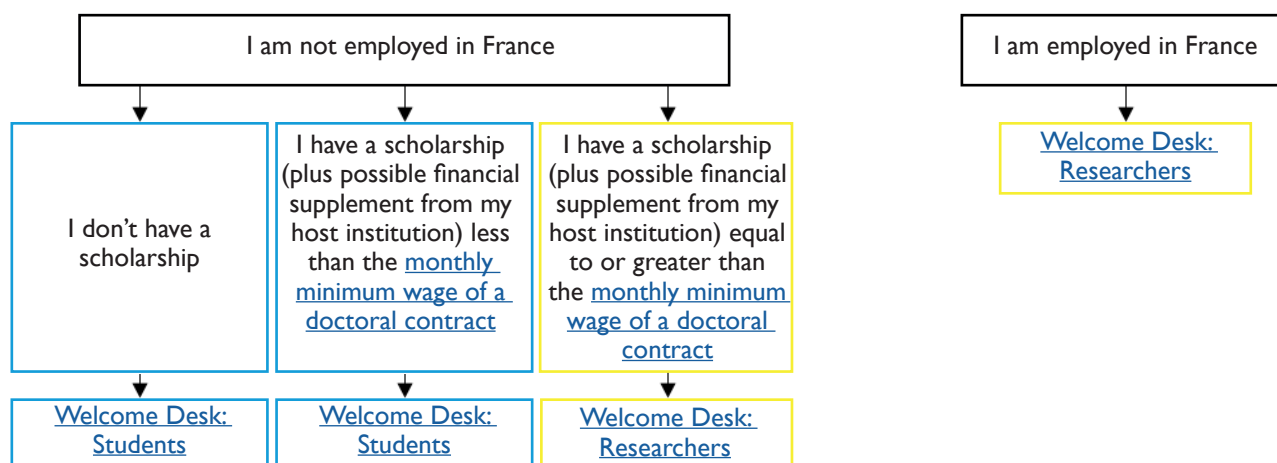 I am not employed in France
I am employed in France
I don’t have a
scholarship
I have a scholarship
(plus possible financial
supplement from my
host institution) less
than the monthly
minimum wage of a
doctoral contract
I have a scholarship
(plus possible financial
supplement from my
host institution) equal
to or greater than
the monthly minimum
wage of a doctoral
contract
Welcome Desk:
Researchers
Welcome Desk:
Students
Welcome Desk:
Students
Welcome Desk:
Researchers